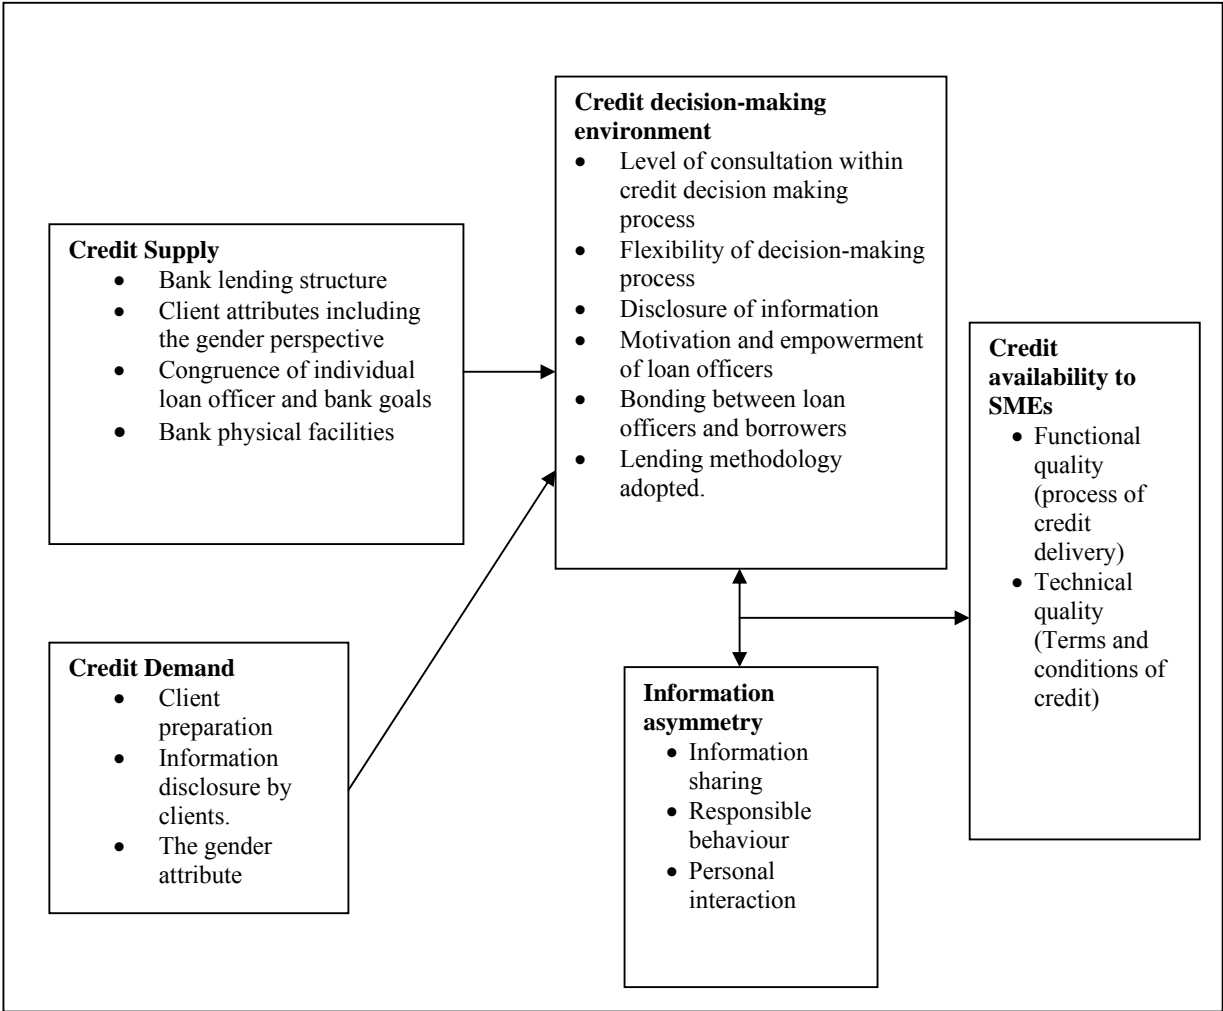 Credit decision-making
environment
• Level of consultation within
credit decision making
process
• Flexibility of decision-making
process
• Disclosure of information
• Motivation and empowerment
of loan officers
• Bonding between loan
officers and borrowers
• Lending methodology
adopted.
Credit Supply
• Bank lending structure
• Client attributes including
the gender perspective
• Congruence of individual
loan officer and bank goals
• Bank physical facilities
Credit
availability to
SMEs
• Functional
quality
(process of
credit
delivery)
• Technical
quality
(Terms and
conditions of
credit)
Credit Demand
• Client
preparation
• Information
disclosure by
clients.
• The gender
attribute
Information
asymmetry
• Information
sharing
• Responsible
behaviour
• Personal
interaction